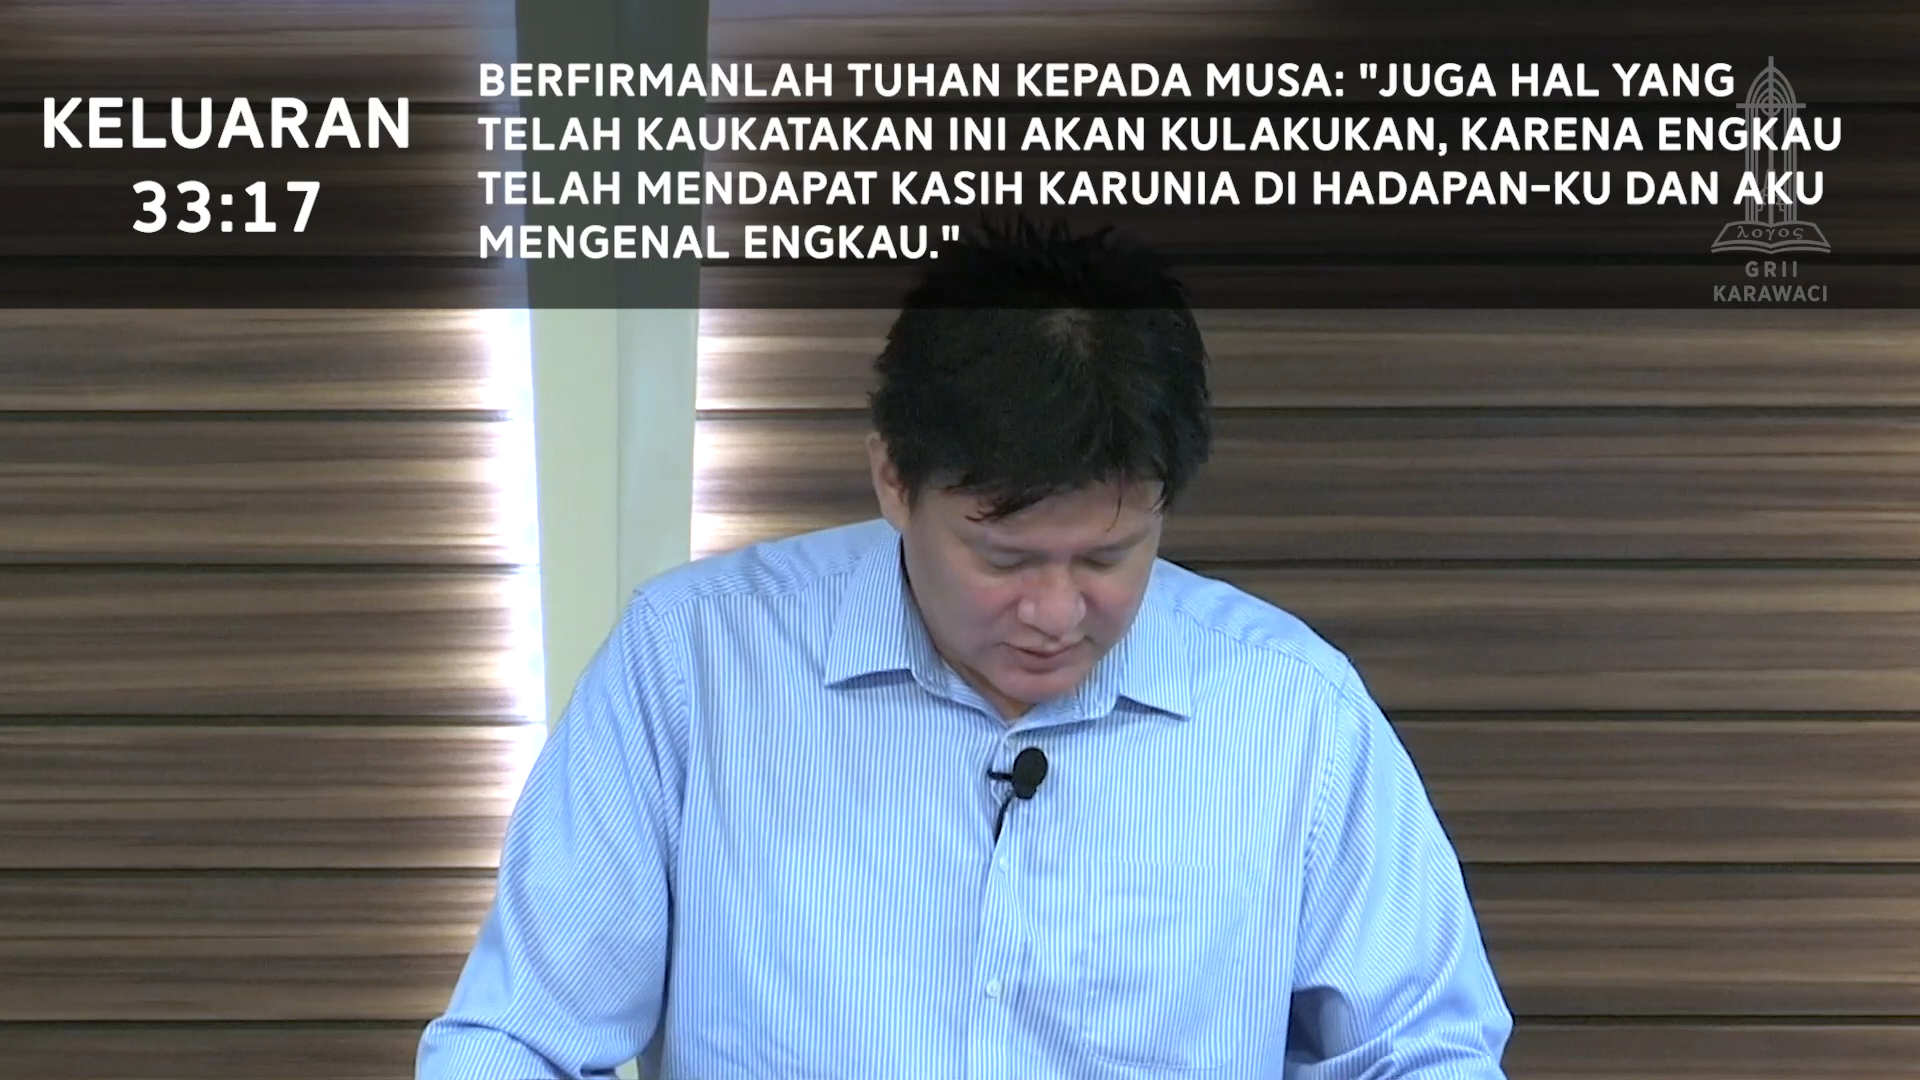 KELUARAN
33:17
BERFIRMANLAH TUHAN KEPADA MUSA: "JUGA HAL YANG
TELAH KAUKATAKAN INI AKAN KULAKUKAN, KARENA ENGKAU
TELAH MENDAPAT KASIH KARUNIA DI HADAPAN-KU DAN AKU
MENGENAL ENGKAU."
λογος
GRII
KARAWACI